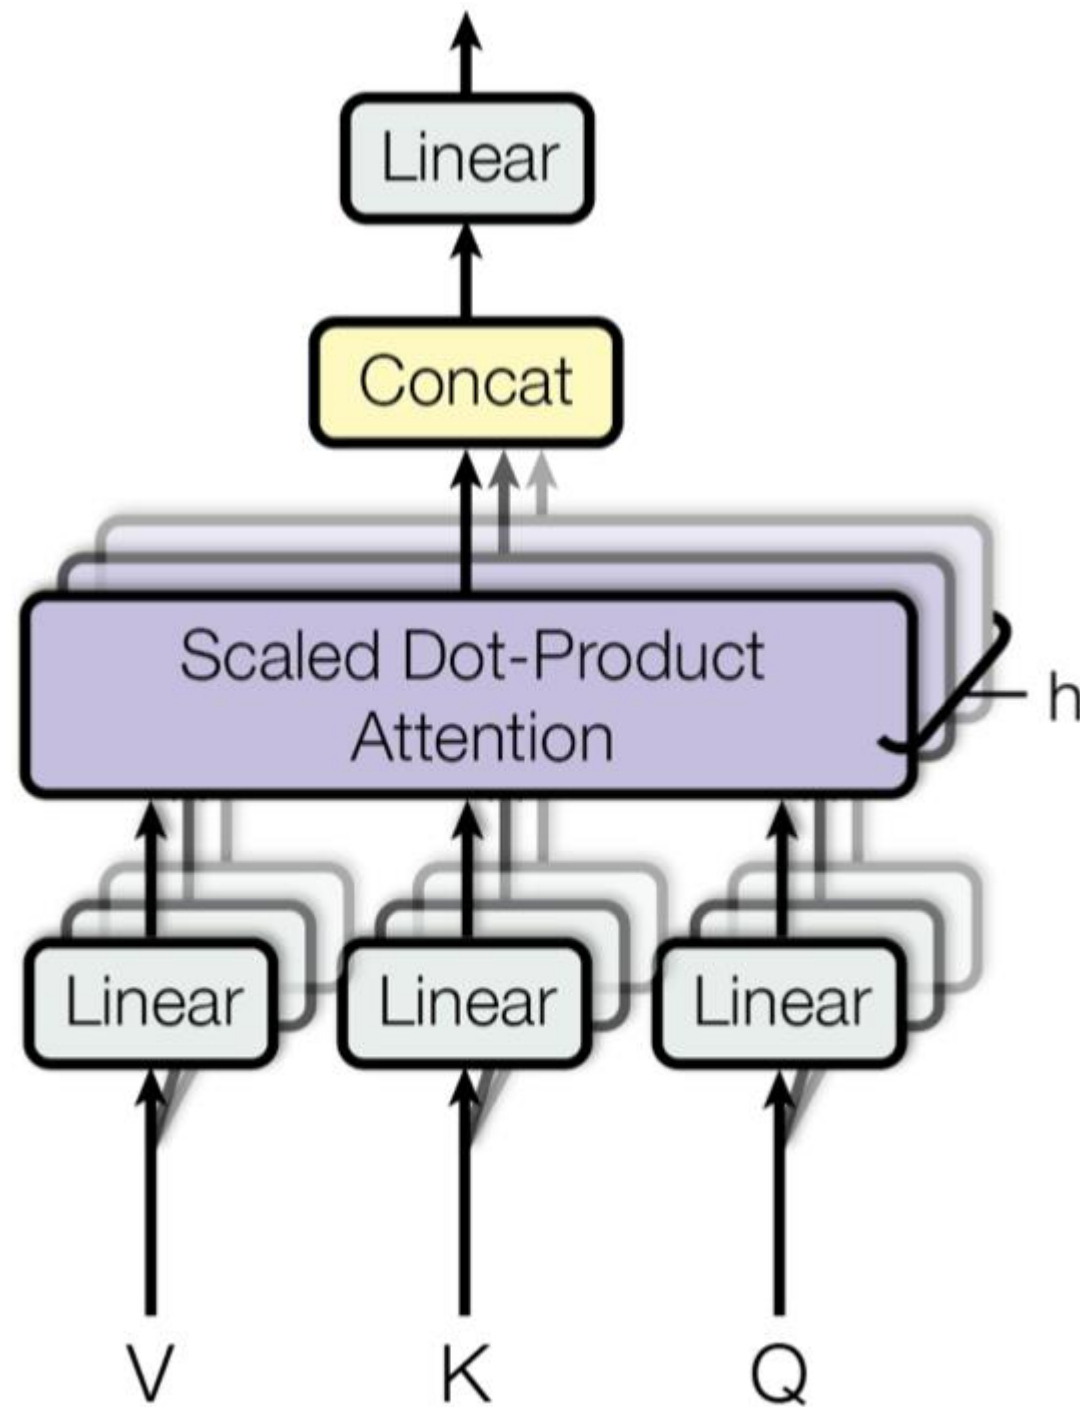 Linear
Concat
Scaled Dot-Product
Attention
h
Linear Linear Linear
V K Q